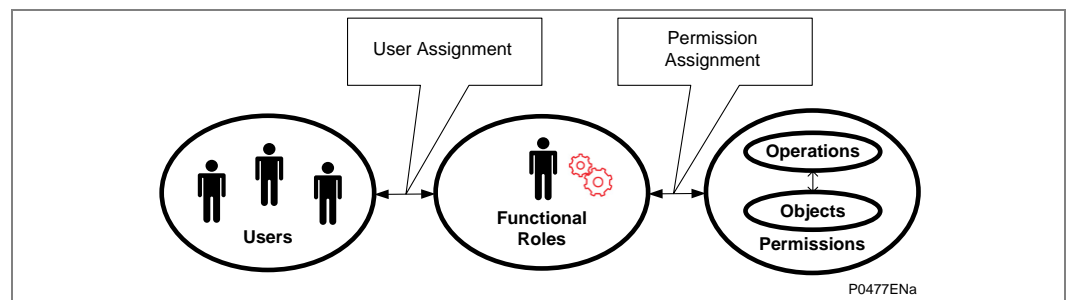 User Assignment
Permission
Assignment
Users
Functional
Roles
Operations
Objects
Permissions
P0477ENa